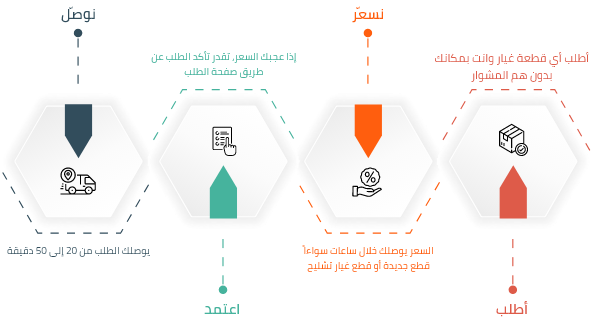 أطلب أي قطعة غيار وانت بمكانك
بدون هم المشوار
أطلب
نسعّر
السعر يوصلك خلال ساعات سواءاً
قطع جديدة أو قطع غيار تشليح
إذا عجبك السعر, تقدر تأكد الطلب عن
طريق صفحة الطلب
اعتمد
نوصّل
يوصلك الطلب من 20 إلى 50 دقيقة